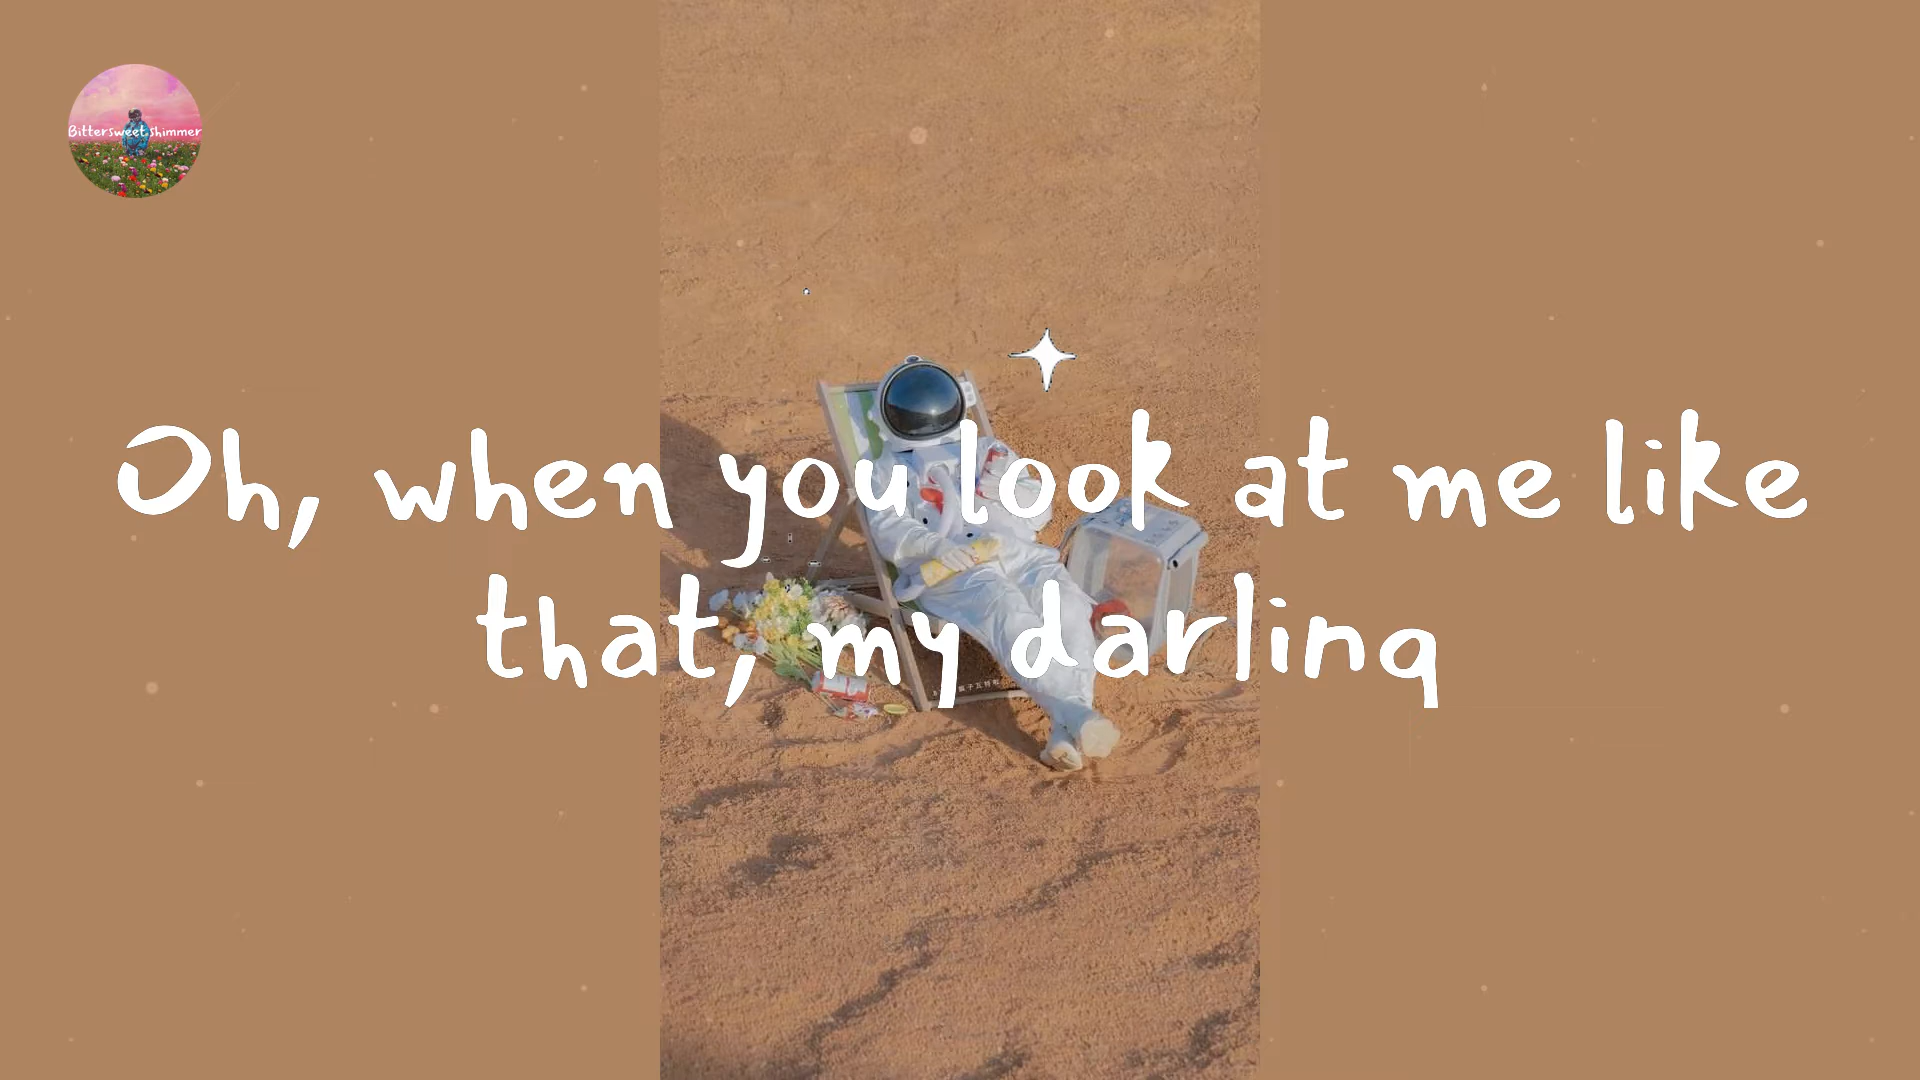 Bittersweet shimmer
Oh, when you look at me like
that, my darling